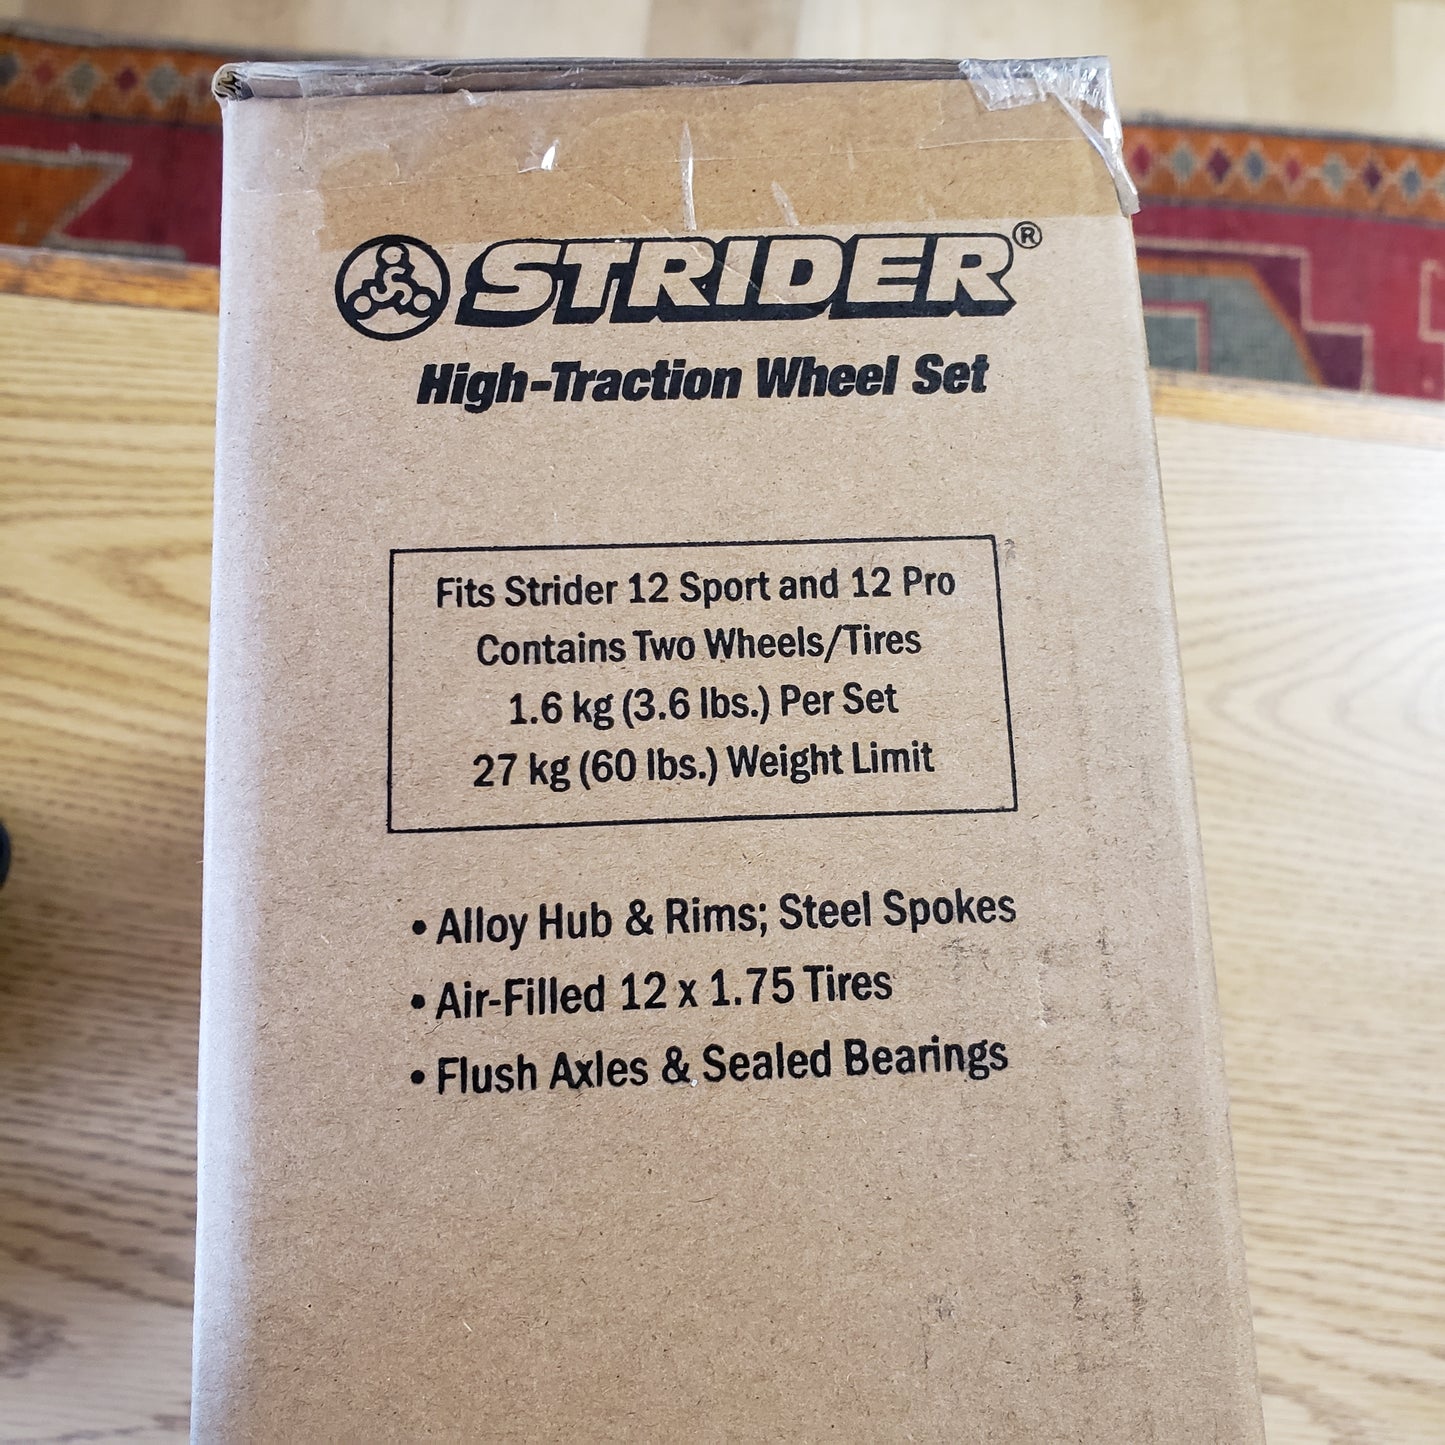 STRIDER®
High-Traction Wheel Set
Fits Strider 12 Sport and 12 Pro
Contains Two Wheels/Tires
1.6 kg (3.6 lbs.) Per Set
27 kg (60 lbs.) Weight Limit
• Alloy Hub & Rims; Steel Spokes
• Air-Filled 12 x 1.75 Tires
• Flush Axles & Sealed Bearings